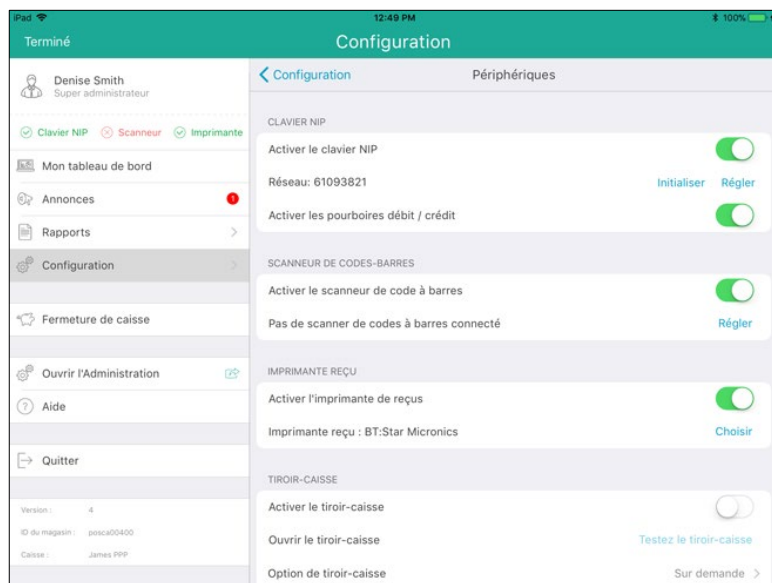 iPad 12:49 PM 100%
Terminé
Configuration
Denise Smith
Super administrateur
Clavier NIP Scanneur Imprimante
Mon tableau de bord
Annonces 1
Rapports
Configuration
Fermeture de caisse
Ouvrir l'Administration
Aide
Quitter
Version : 4
ID du magasin : posca00400
Caisse : James PPP
Configuration
Périphériques
CLAVIER NIP
Activer le clavier NIP
Réseau: 61093821 Initialiser Régler
Activer les pourboires débit / crédit
SCANNEUR DE CODES-BARRES
Activer le scanneur de code à barres
Pas de scanner de codes à barres connecté Régler
IMPRIMANTE REÇU
Activer l'imprimante de reçus
Imprimante reçu : BT:Star Micronics Choisir
TIROIR-CAISSE
Activer le tiroir-caisse
Ouvrir le tiroir-caisse Testez le tiroir-caisse
Option de tiroir-caisse Sur demande